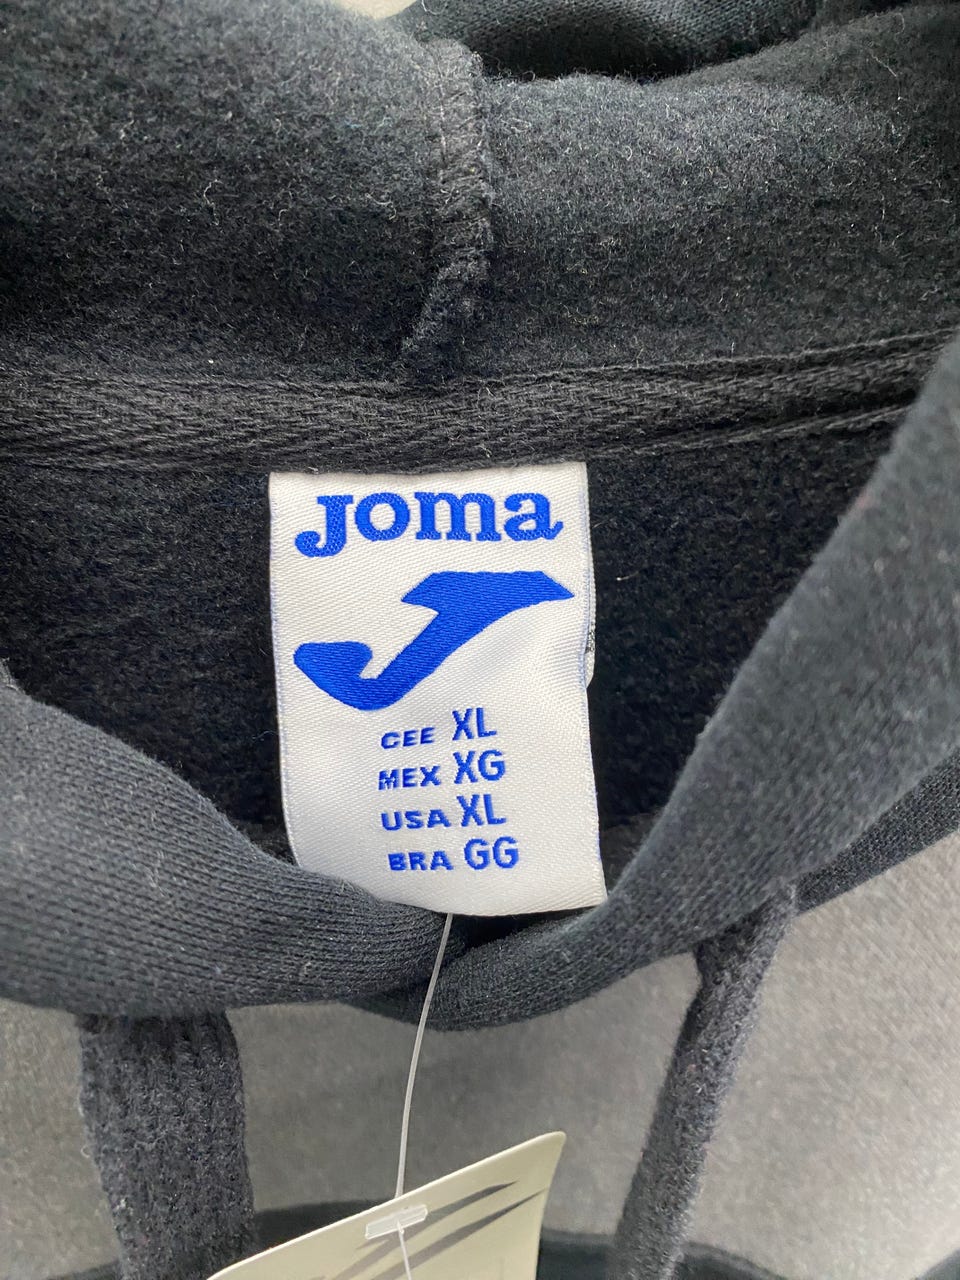 Joma
CEE XL
MEX XG
USA XL
BRA GG